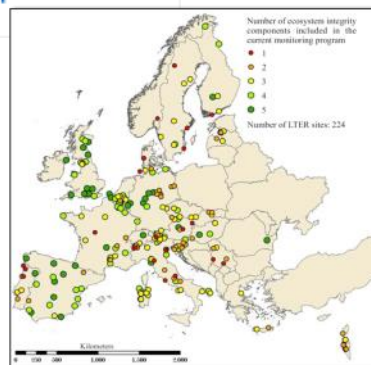 Number of ecosystem integrity
components included in the
current monitoring program
1
2
3
4
5
Number of LTER sites: 224
Kilometers
0
250
500
1,000
1,500
2,000